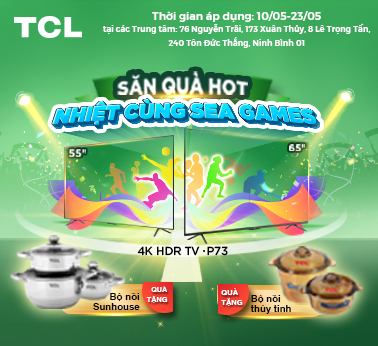 TCL
Thời gian áp dụng: 10/05-23/05
tại các Trung tâm: 76 Nguyễn Trãi, 173 Xuân Thủy, 8 Lê Trọng Tấn,
240 Tôn Đức Thắng, Ninh Bình 01
SĂN QUÀ HOT
NHIỆT CÙNG SEA GAMES
55"
65"
4K HDR TV - P73
TCL
TCL
QUÀ
TẶNG
Bộ nồi
Sunhouse
QUÀ
TẶNG
Bộ nồi
thủy tinh